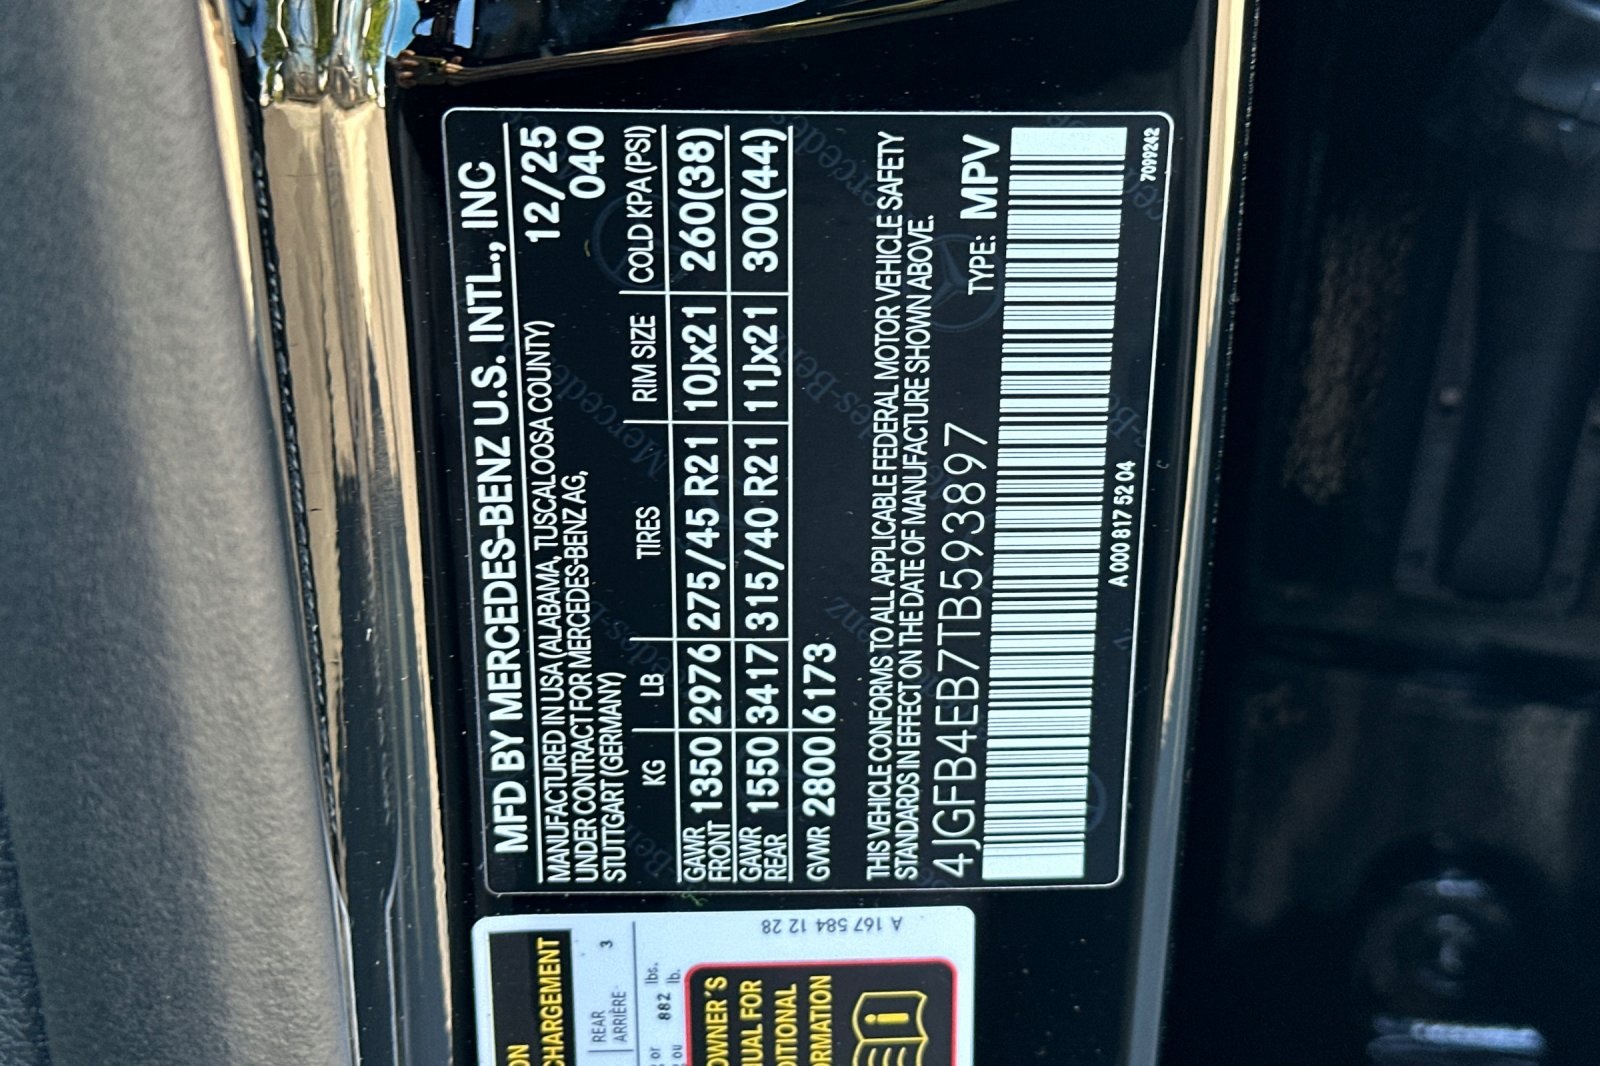 MFD BY MERCEDES-BENZ U.S. INTL., INC
MANUFACTURED IN USA (ALABAMA, TUSCALOOSA COUNTY) 12/25
UNDER CONTRACT FOR MERCEDES-BENZ AG, 040
STUTTGART (GERMANY)
KG LB TIRES RIM SIZE COLD KPA (PSI)
GAWR FRONT 1350 2976 275/45 R21 10Jx21 260(38)
GAWR REAR 1550 3417 315/40 R21 11Jx21 300(44)
GVWR 2800 6173
THIS VEHICLE CONFORMS TO ALL APPLICABLE FEDERAL MOTOR VEHICLE SAFETY
STANDARDS IN EFFECT ON THE DATE OF MANUFACTURE SHOWN ABOVE.
4JGFB4EB7TB593897 TYPE: MPV
A 000 817 52 04
7099242
A 167 584 12 28
ON
CHARGEMENT
REAR 3
ARRIÈRE
or 882 lbs.
ou lb.
OWNER'S
NUAL FOR
DITIONAL
ORMATION